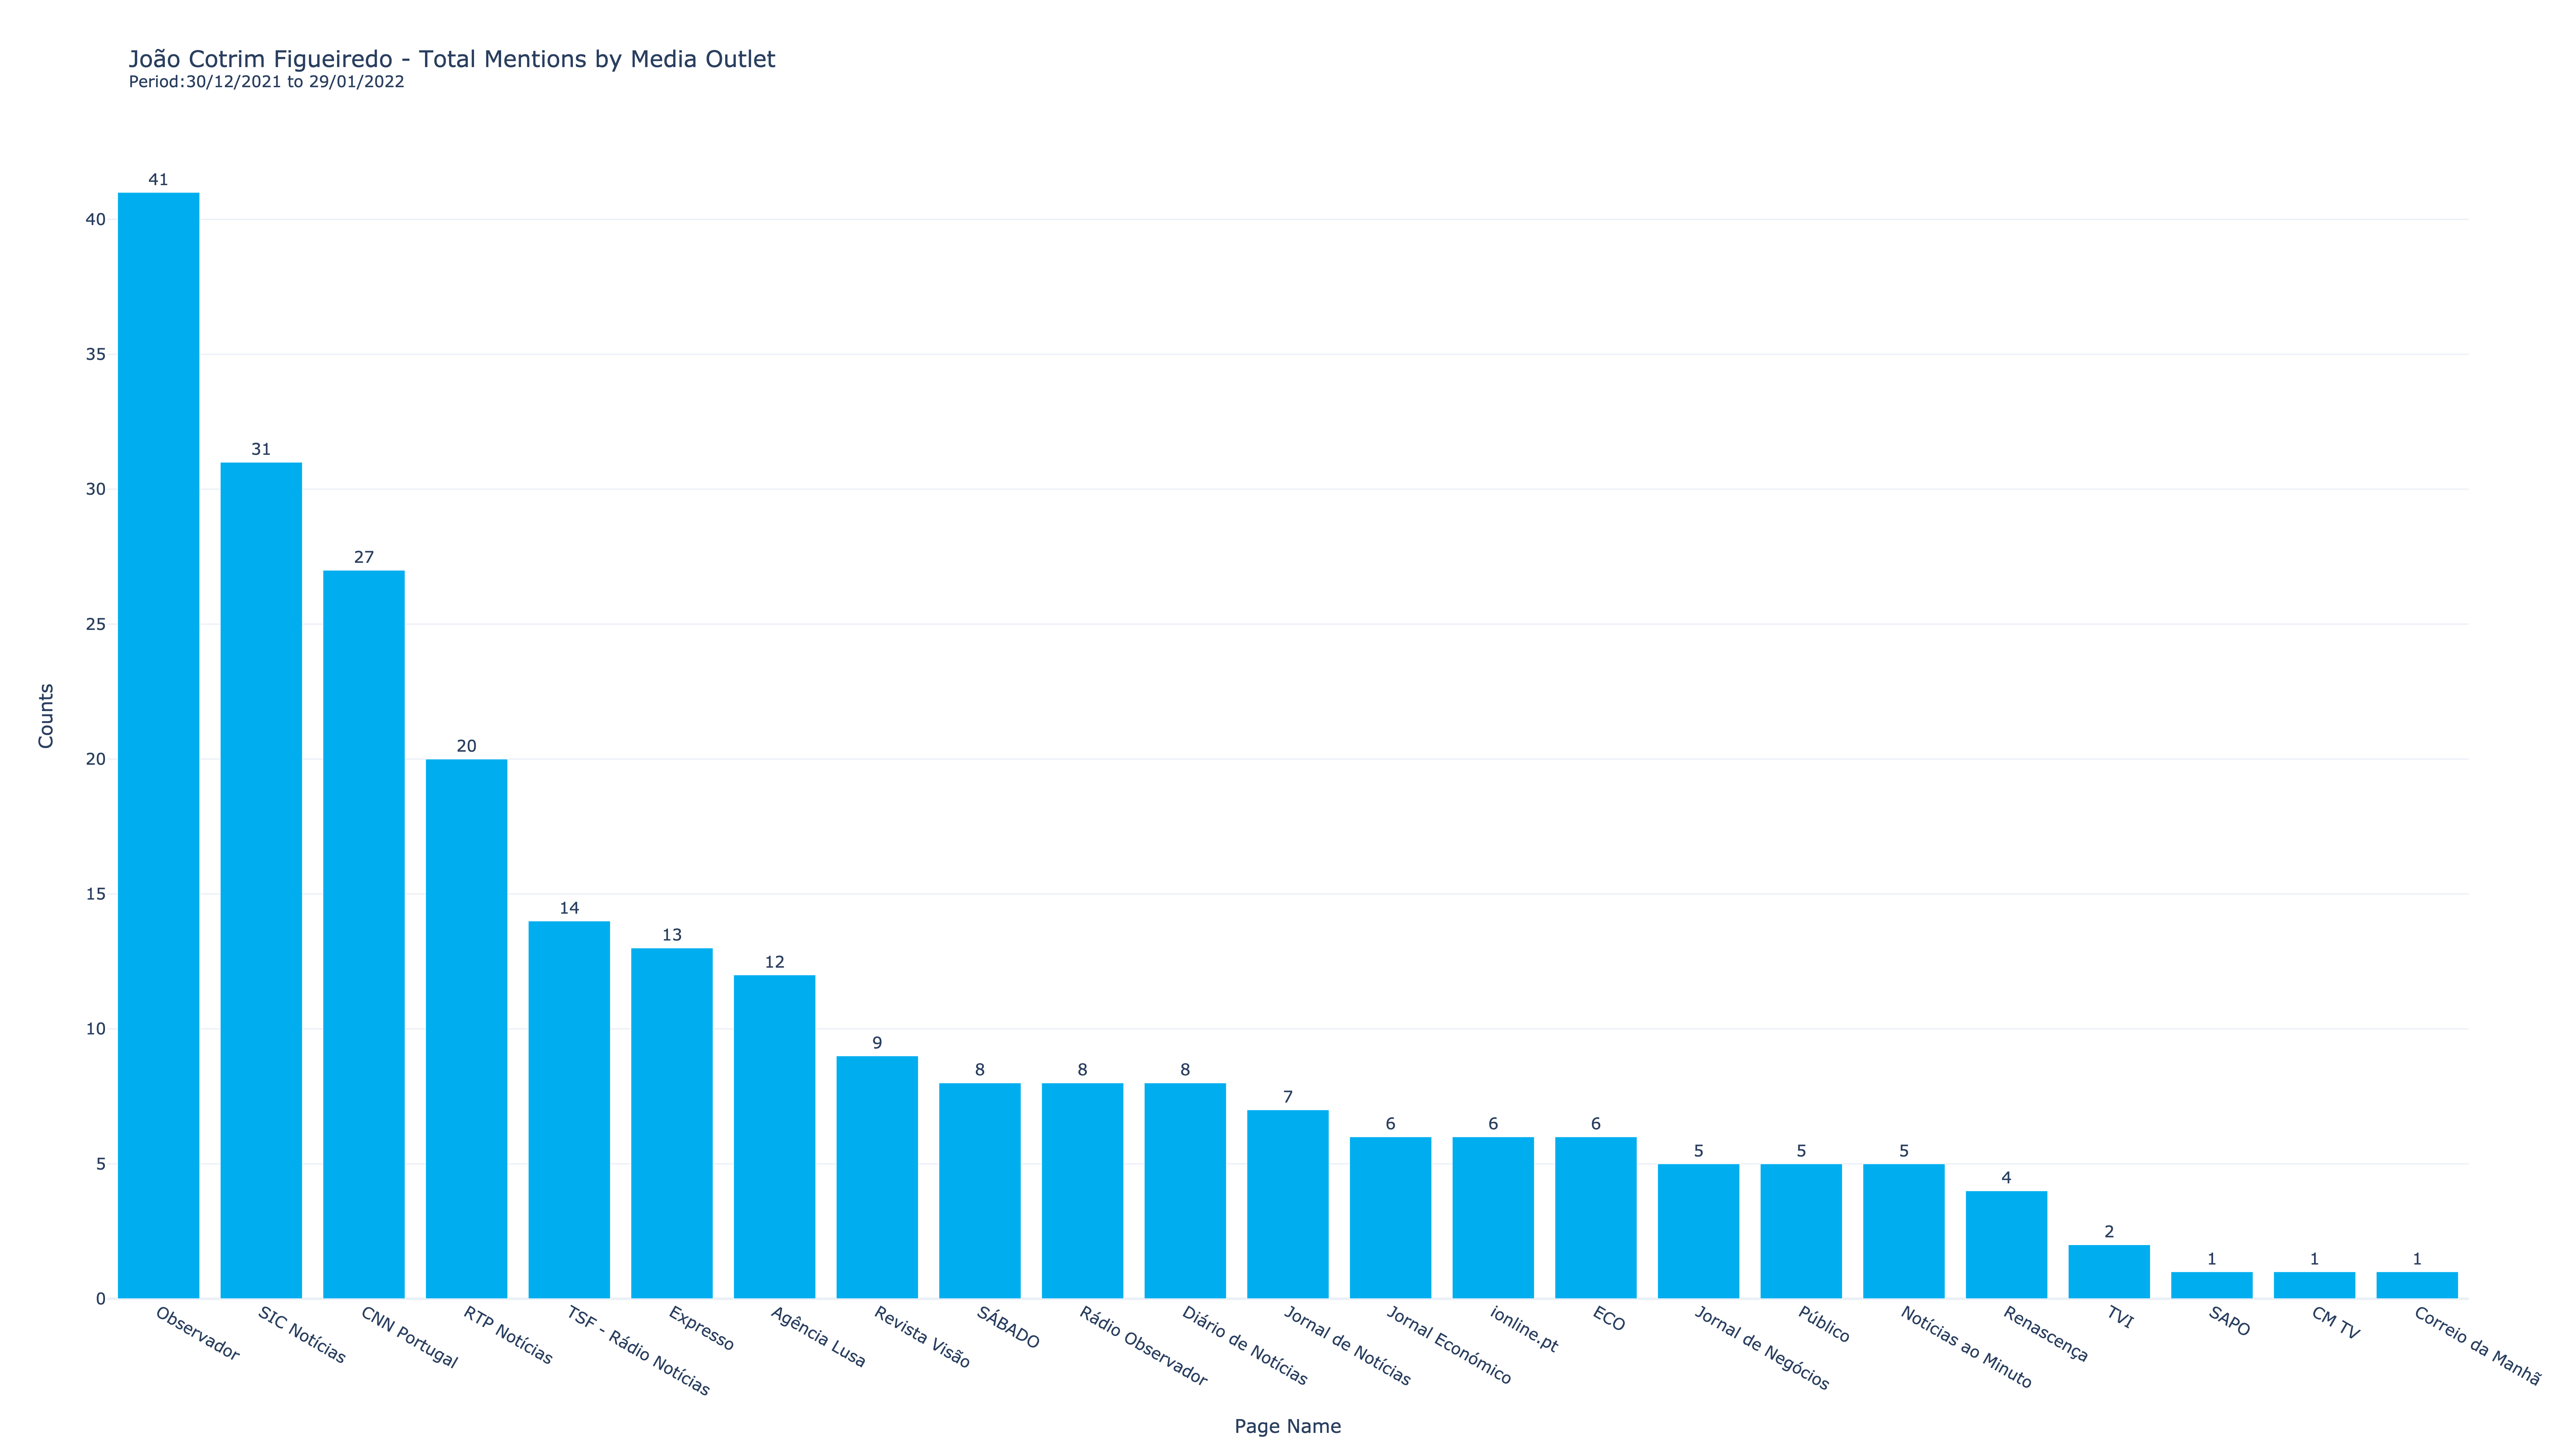 João Cotrim Figueiredo - Total Mentions by Media Outlet
Period:30/12/2021 to 29/01/2022
Counts
40
35
30
25
20
15
10
5
0
41
31
27
20
14
13
12
9
8
8
8
7
6
6
6
5
5
5
4
2
1
1
1
Observador
SIC Notícias
CNN Portugal
RTP Notícias
TSF - Rádio Notícias
Expresso
Agência Lusa
Revista Visão
SÁBADO
Rádio Observador
Diário de Notícias
Jornal de Notícias
Jornal Económico
ionline.pt
ECO
Jornal de Negócios
Público
Notícias ao Minuto
Renascença
TVI
SAPO
CM TV
Correio da Manhã
Page Name